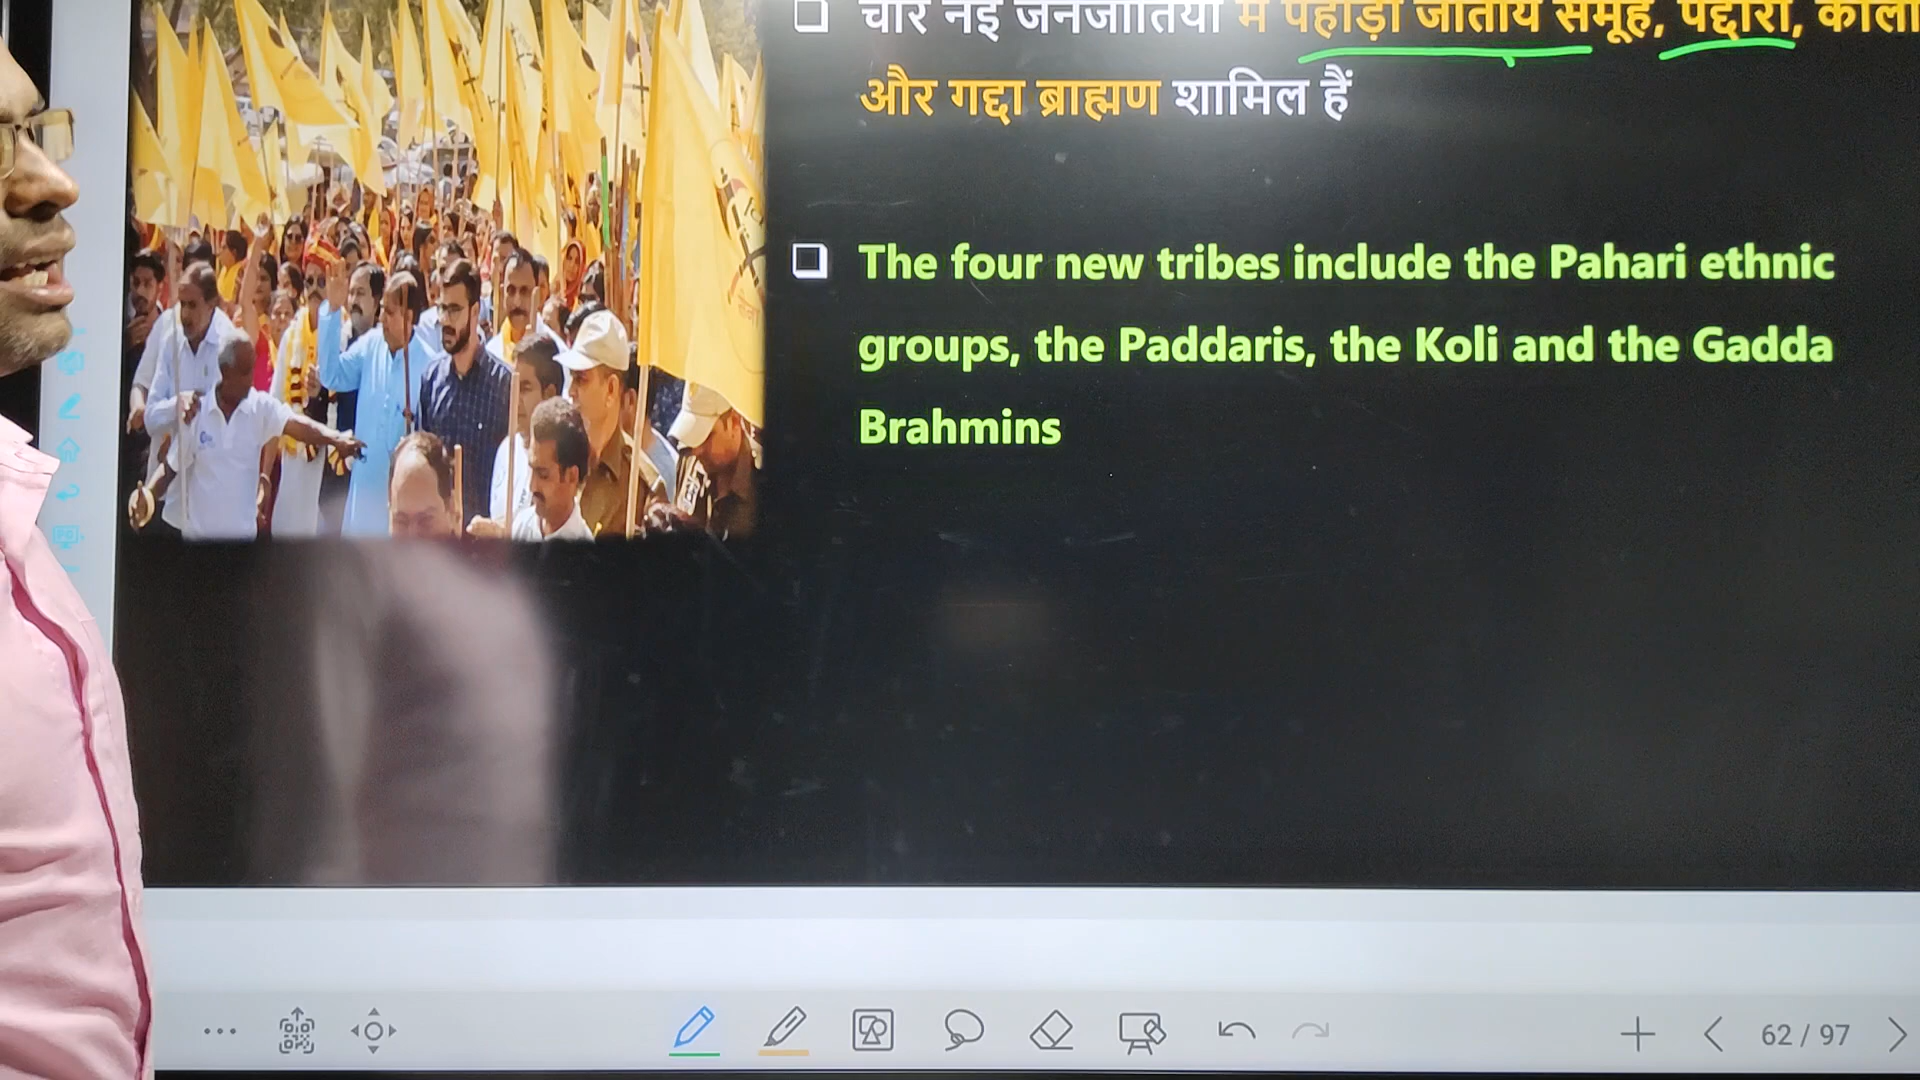 चार नई जनजातियों में पहाड़ी जातीय समूह, पद्दारी, कोली
और गद्दा ब्राह्मण शामिल हैं
The four new tribes include the Pahari ethnic
groups, the Paddaris, the Koli and the Gadda
Brahmins
62 / 97